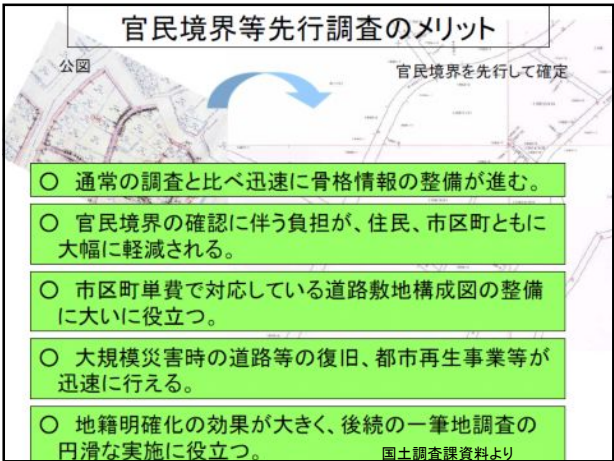 官民境界等先行調査のメリット
公図
官民境界を先行して確定
〇 通常の調査と比べ迅速に骨格情報の整備が進む。
〇 官民境界の確認に伴う負担が、住民、市区町ともに
大幅に軽減される。
〇 市区町単費で対応している道路敷地構成図の整備
に大いに役立つ。
〇 大規模災害時の道路等の復旧、都市再生事業等が
迅速に行える。
〇 地籍明確化の効果が大きく、後続の一筆地調査の
円滑な実施に役立つ。
国土調査課資料より